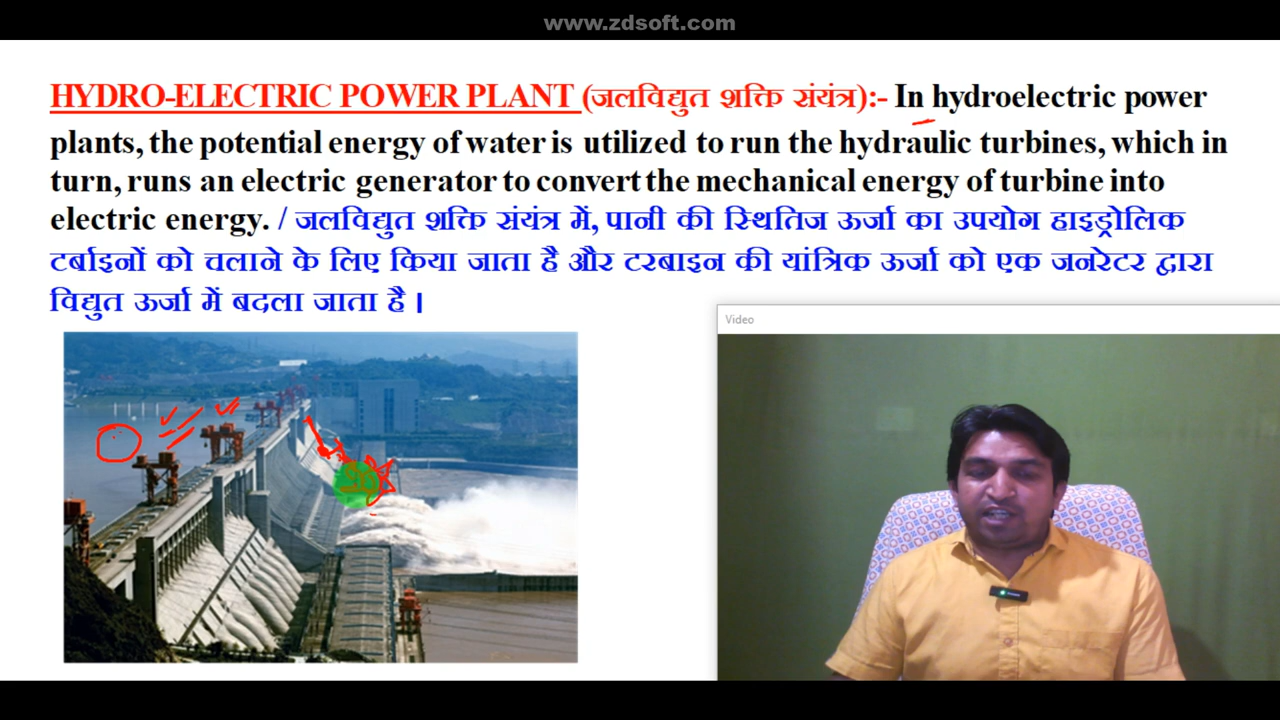 www.zdsoft.com
HYDRO-ELECTRIC POWER PLANT (जलविद्युत शक्ति संयंत्र):- In hydroelectric power
plants, the potential energy of water is utilized to run the hydraulic turbines, which in
turn, runs an electric generator to convert the mechanical energy of turbine into
electric energy. / जलविद्युत शक्ति संयंत्र में, पानी की स्थितिज ऊर्जा का उपयोग हाइड्रोलिक
टर्बाइनों को चलाने के लिए किया जाता है और टरबाइन की यांत्रिक ऊर्जा को एक जनरेटर द्वारा
विद्युत ऊर्जा में बदला जाता है।
Video